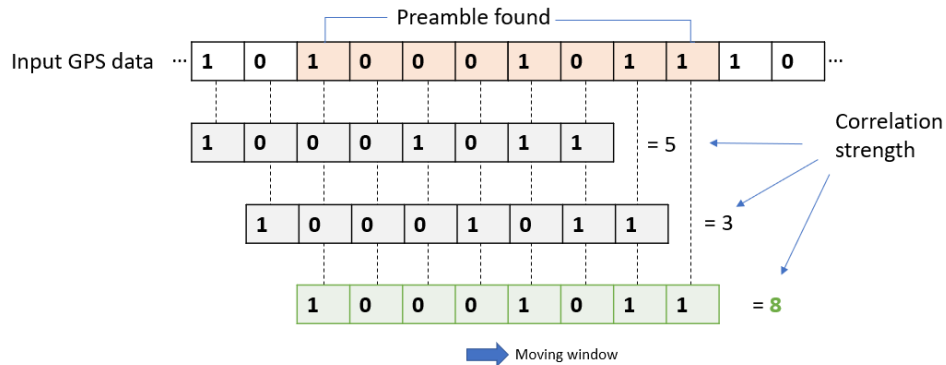 Preamble found
Input GPS data ... 1 0 1 0 0 0 1 0 1 1 1 0 ...
1 0 0 0 1 0 1 1 = 5
Correlation
strength
1 0 0 0 1 0 1 1 = 3
1 0 0 0 1 0 1 1 = 8
Moving window